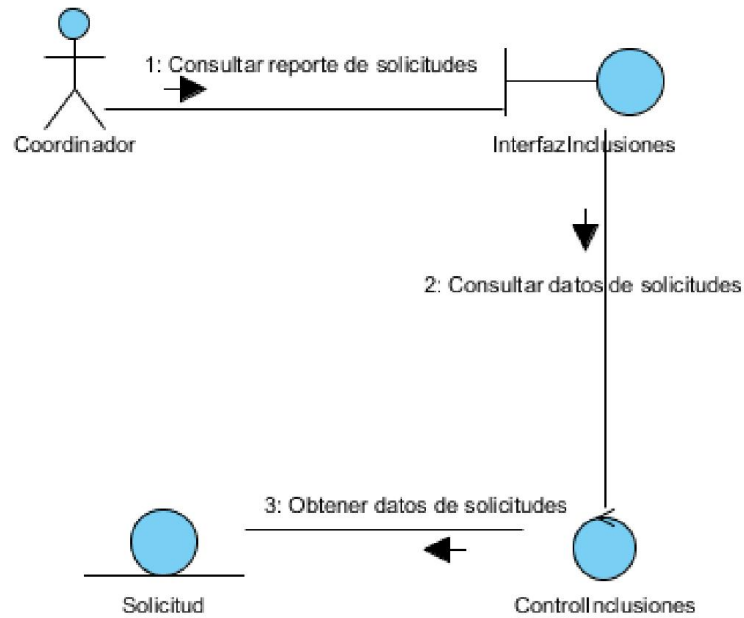 1: Consultar reporte de solicitudes
Coordinador
InterfazInclusiones
2: Consultar datos de solicitudes
3: Obtener datos de solicitudes
Solicitud
ControlInclusiones